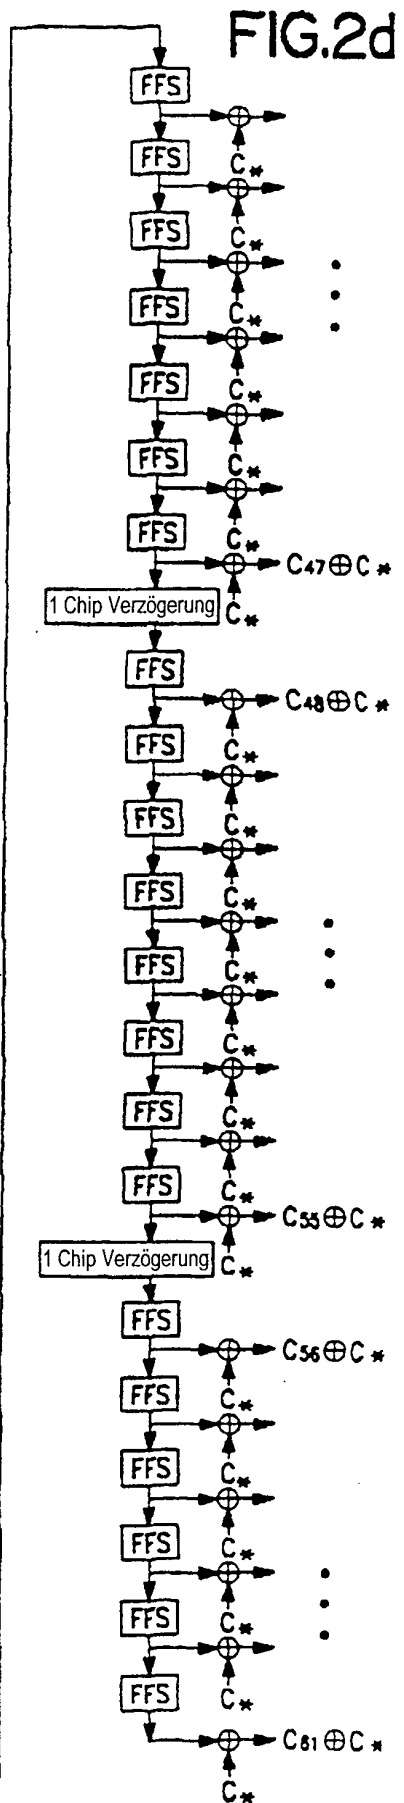 FIG.2d
FFS
FFS
C*
FFS
C*
FFS
C*
FFS
C*
FFS
C*
FFS
C*
C47⊕C*
1 Chip Verzögerung
C*
FFS
C48⊕C*
FFS
C*
FFS
C*
FFS
C*
FFS
C*
FFS
C*
FFS
C*
FFS
C*
C55⊕C*
1 Chip Verzögerung
C*
FFS
C56⊕C*
FFS
C*
FFS
C*
FFS
C*
FFS
C*
FFS
C*
C61⊕C*
C*